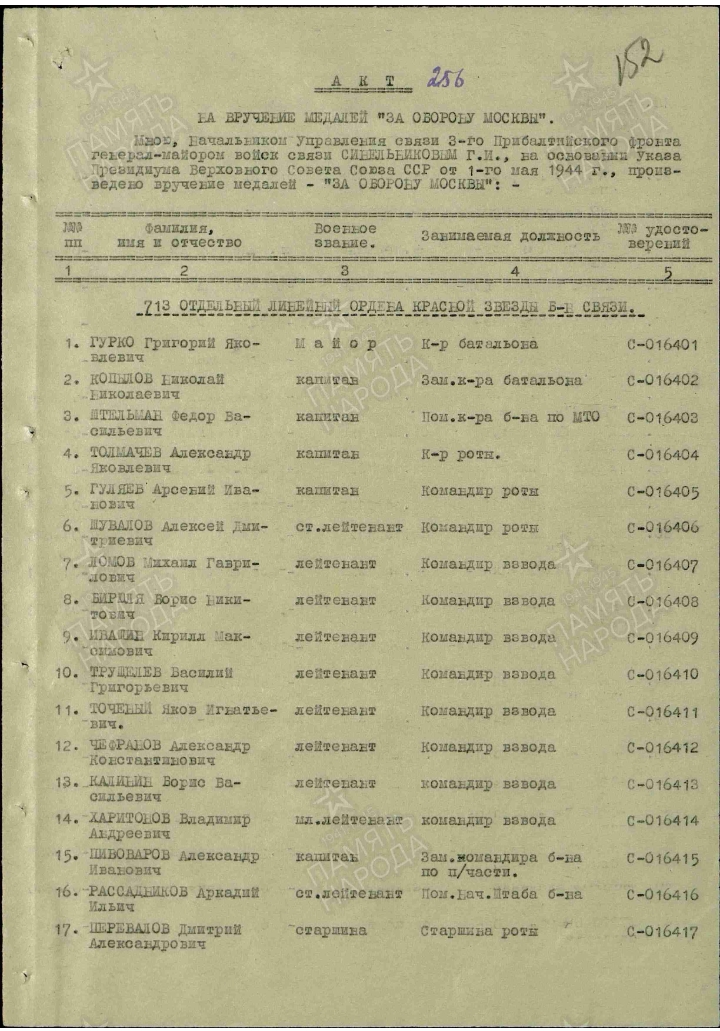 152
А К Т 256
НА ВРУЧЕНИЕ МЕДАЛЕЙ "ЗА ОБОРОНУ МОСКВЫ".
Мною, Начальником Управления связи 3-го Прибалтийского фронта
генерал-майором войск связи СИНЕЛЬНИКОВЫМ Г.И., на основании Указа
Президиума Верховного Совета Союза ССР от 1-го мая 1944 г., произ-
ведено вручение медалей - "ЗА ОБОРОНУ МОСКВЫ": -
№№ пп Фамилия, имя и отчество Военное звание. Занимаемая должность №№ удосто-верений
1 2 3 4 5
713 ОТДЕЛЬНЫЙ ЛИНЕЙНЫЙ ОРДЕНА КРАСНОЙ ЗВЕЗДЫ Б-Н СВЯЗИ.
1. ГУРКО Григорий Яко- М а й о р К-р батальона С-016401
влевич
2. КОПЫЛОВ Николай капитан Зам.к-ра батальона С-016402
Николаевич
3. ШТЕЛЬМАН Федор Ва- капитан Пом.к-ра б-на по МТО С-016403
сильевич
4. ТОЛМАЧЕВ Александр капитан К-р роты. С-016404
Яковлевич
5. ГУЛЯЕВ Арсений Ива- капитан Командир роты С-016405
нович
6. ШУВАЛОВ Алексей Дми- ст.лейтенант Командир роты С-016406
триевич
7. ЛОМОВ Михаил Гаври- лейтенант Командир взвода С-016407
лович
8. БИРЮЛЯ Борис Ники- лейтенант Командир взвода С-016408
тович
9. ИВАШИН Кирилл Мак- лейтенант Командир взвода С-016409
симович
10. ТРУЩЕЛЕВ Василий лейтенант Командир взвода С-016410
Григорьевич
11. ТОЧЕНЫЙ Яков Игнатье- лейтенант Командир взвода С-016411
вич.
12. ЧЕФРАНОВ Александр лейтенант Командир взвода С-016412
Константинович
13. КАЛИНИН Борис Ва- лейтенант командир взвода С-016413
сильевич
14. ХАРИТОНОВ Владимир мл.лейтенант командир взвода С-016414
Андреевич
15. ПИВОВАРОВ Александр капитан Зам.командира б-на С-016415
Иванович по п/части.
16. РАССАДНИКОВ Аркадий ст.лейтенант Пом.Нач.Штаба б-на С-016416
Ильич
17. ПЕРЕВАЛОВ Дмитрий старшина Старшина роты С-016417
Александрович
ПАМЯТЬ
НАРОДА